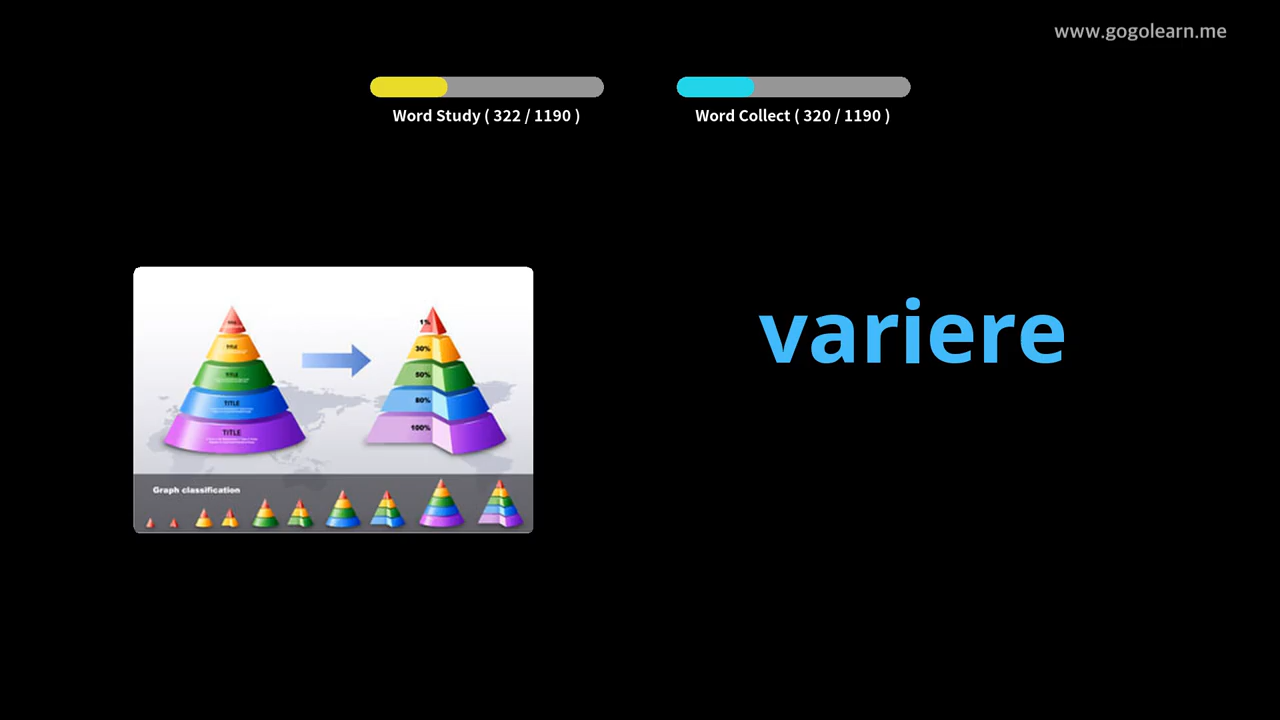 www.gogolearn.me
Word Study ( 322 / 1190 )
Word Collect ( 320 / 1190 )
variere
TITLE
TITLE
TITLE
TITLE
1%
30%
50%
80%
100%
Graph classification